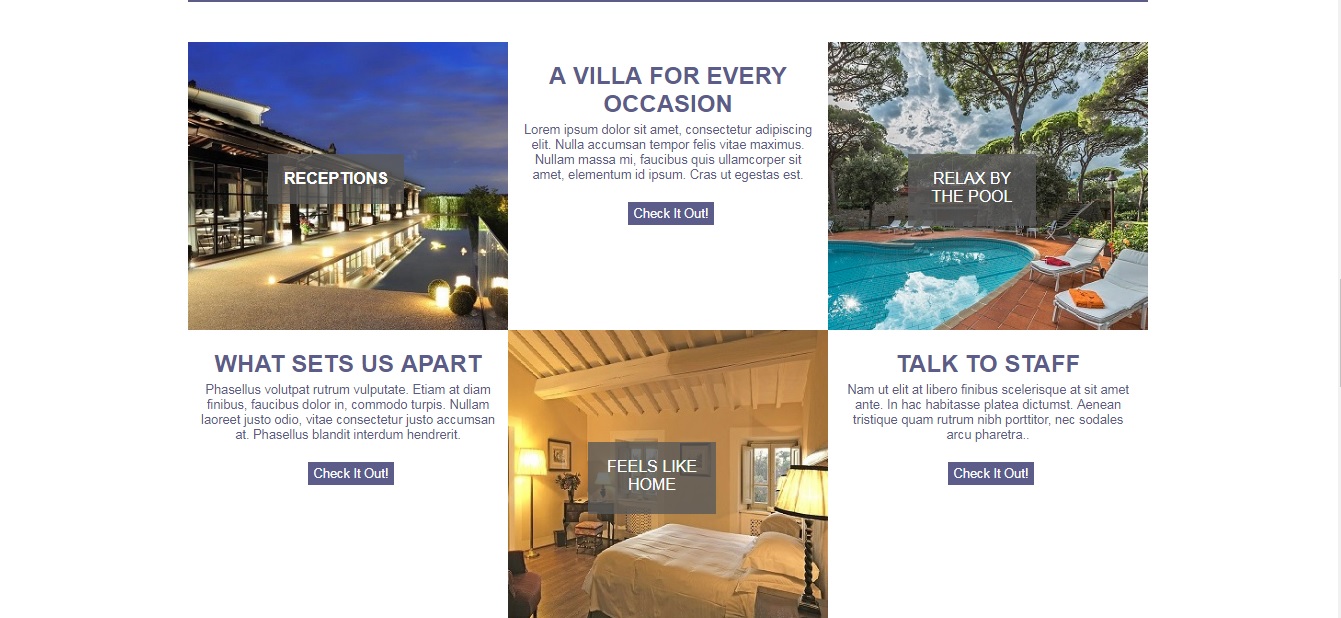 RECEPTIONS
A VILLA FOR EVERY
OCCASION
Lorem ipsum dolor sit amet, consectetur adipiscing
elit. Nulla accumsan tempor felis vitae maximus.
Nullam massa mi, faucibus quis ullamcorper sit
amet, elementum id ipsum. Cras ut egestas est.
Check It Out!
RELAX BY
THE POOL
WHAT SETS US APART
Phasellus volutpat rutrum vulputate. Etiam at diam
finibus, faucibus dolor in, commodo turpis. Nullam
laoreet justo odio, vitae consectetur justo accumsan
at. Phasellus blandit interdum hendrerit.
Check It Out!
FEELS LIKE
HOME
TALK TO STAFF
Nam ut elit at libero finibus scelerisque at sit amet
ante. In hac habitasse platea dictumst. Aenean
tristique quam rutrum nibh porttitor, nec sodales
arcu pharetra..
Check It Out!